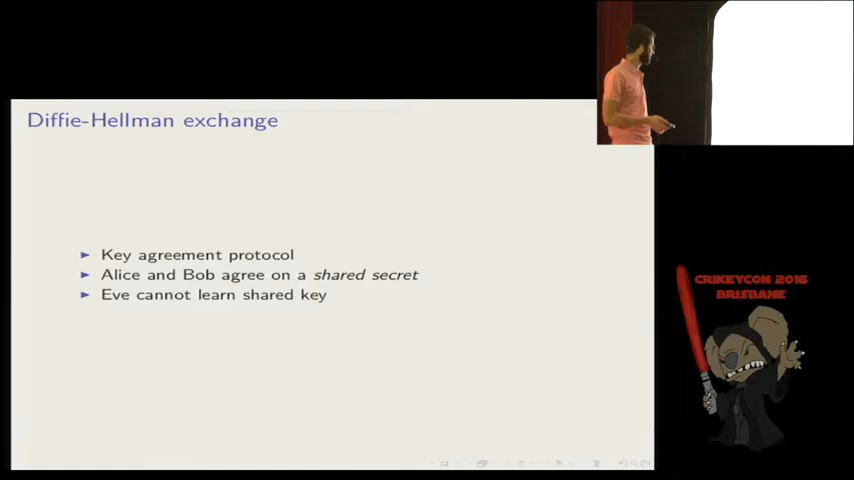 Diffie-Hellman exchange
Key agreement protocol
Alice and Bob agree on a shared secret
Eve cannot learn shared key
CRIKEYCON 2016
BRISBANE